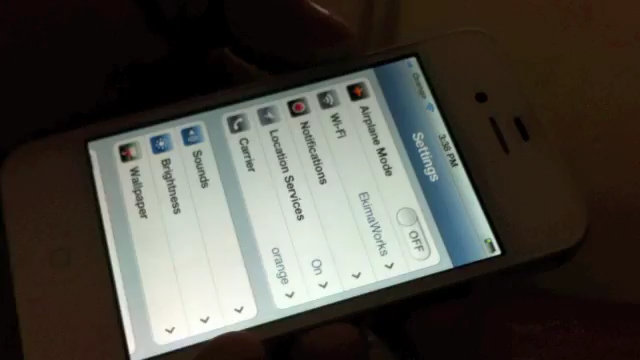 Orange 3:38 PM
Settings
Airplane Mode OFF
Wi-Fi EkimaWorks
Notifications
Location Services On
Carrier orange
Sounds
Brightness
Wallpaper